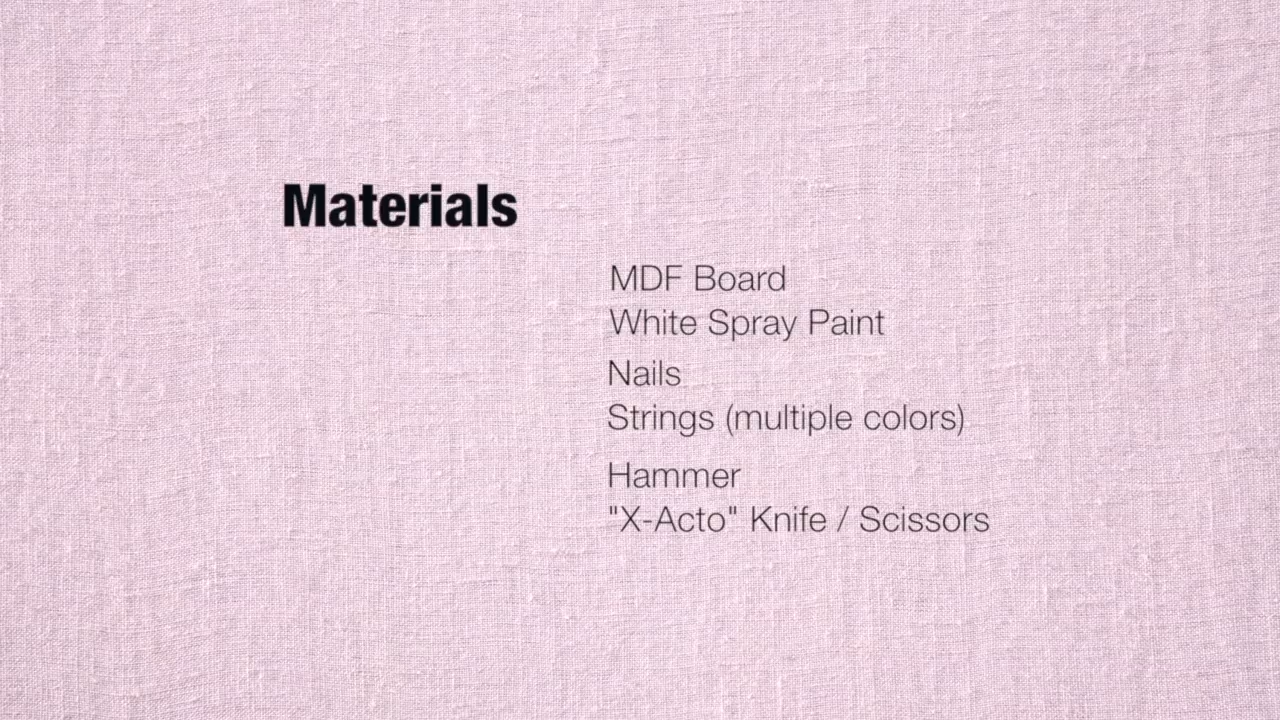 Materials
MDF Board
White Spray Paint
Nails
Strings (multiple colors)
Hammer
"X-Acto" Knife / Scissors